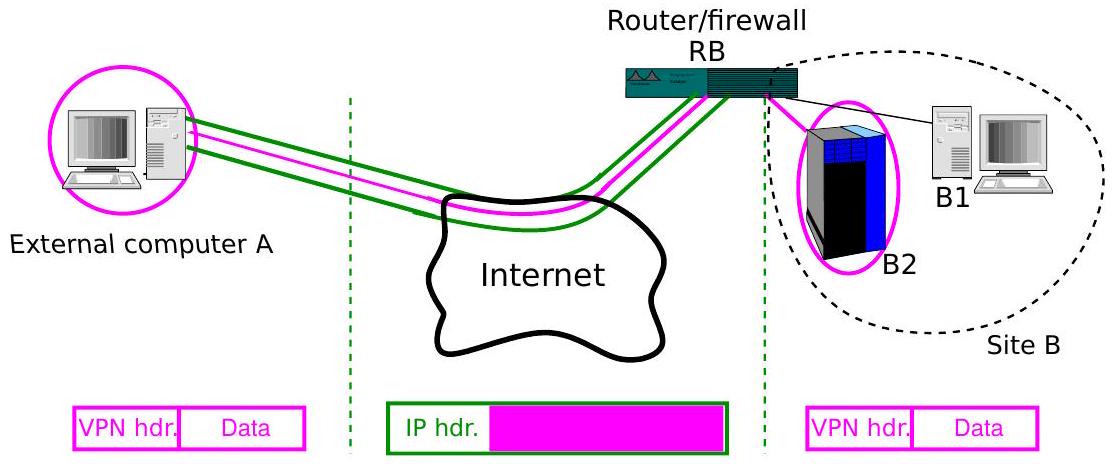 Router/firewall
RB
External computer A
Internet
B1
B2
Site B
VPN hdr. Data
IP hdr.
VPN hdr. Data